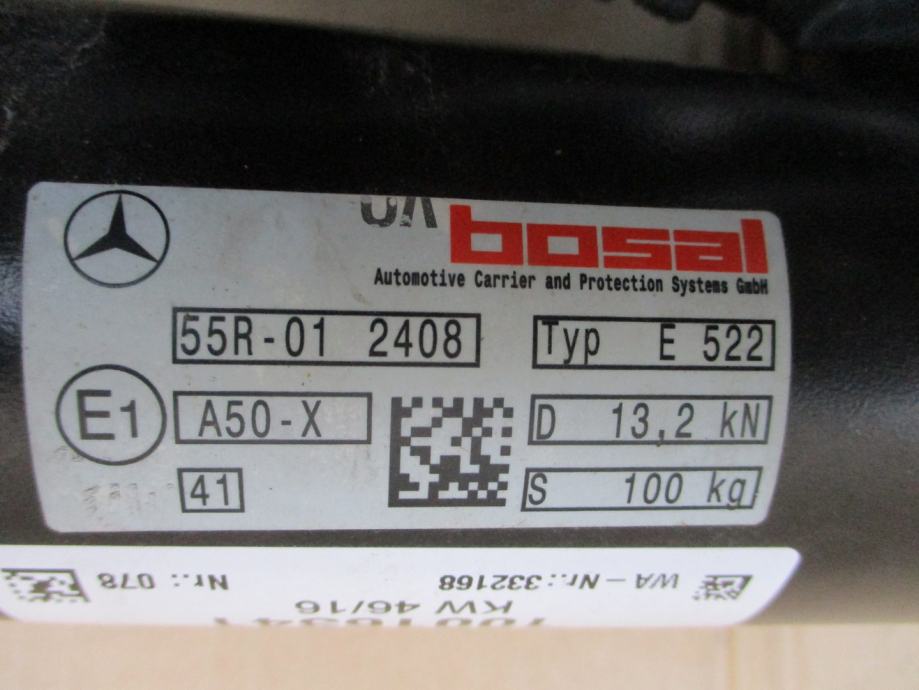 VO
bosal
Automotive Carrier and Protection Systems GmbH
55R-01 2408
Typ E 522
E1
A50-X
D 13,2 kN
41
S 100 kg
WA-Nr.:332168 Nr.: 078
KW 46/16